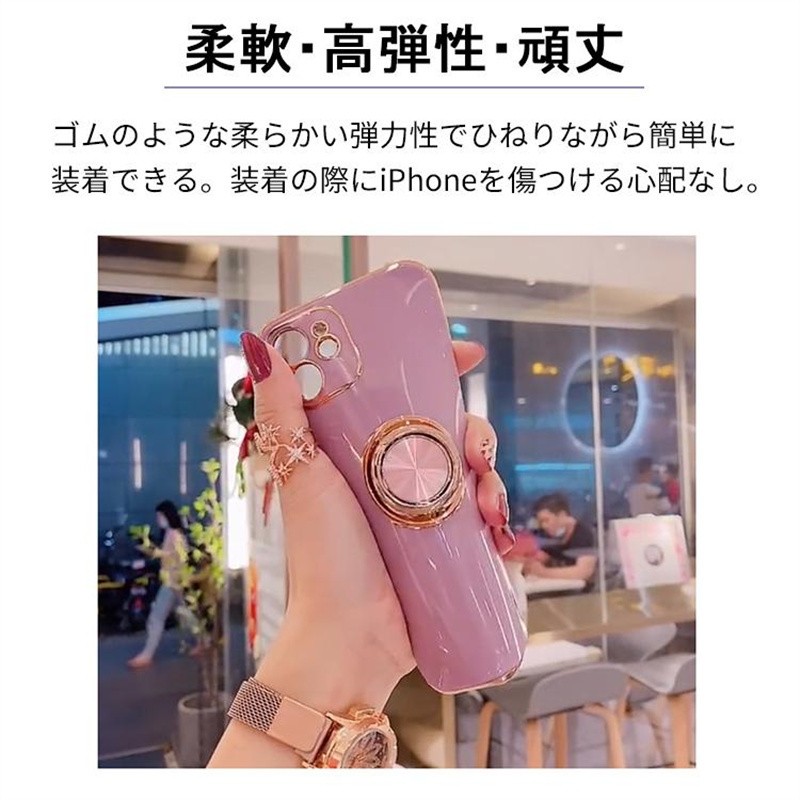 柔軟・高弾性・頑丈
ゴムのような柔らかい弾力性でひねりながら簡単に
装着できる。装着の際にiPhoneを傷つける心配なし。